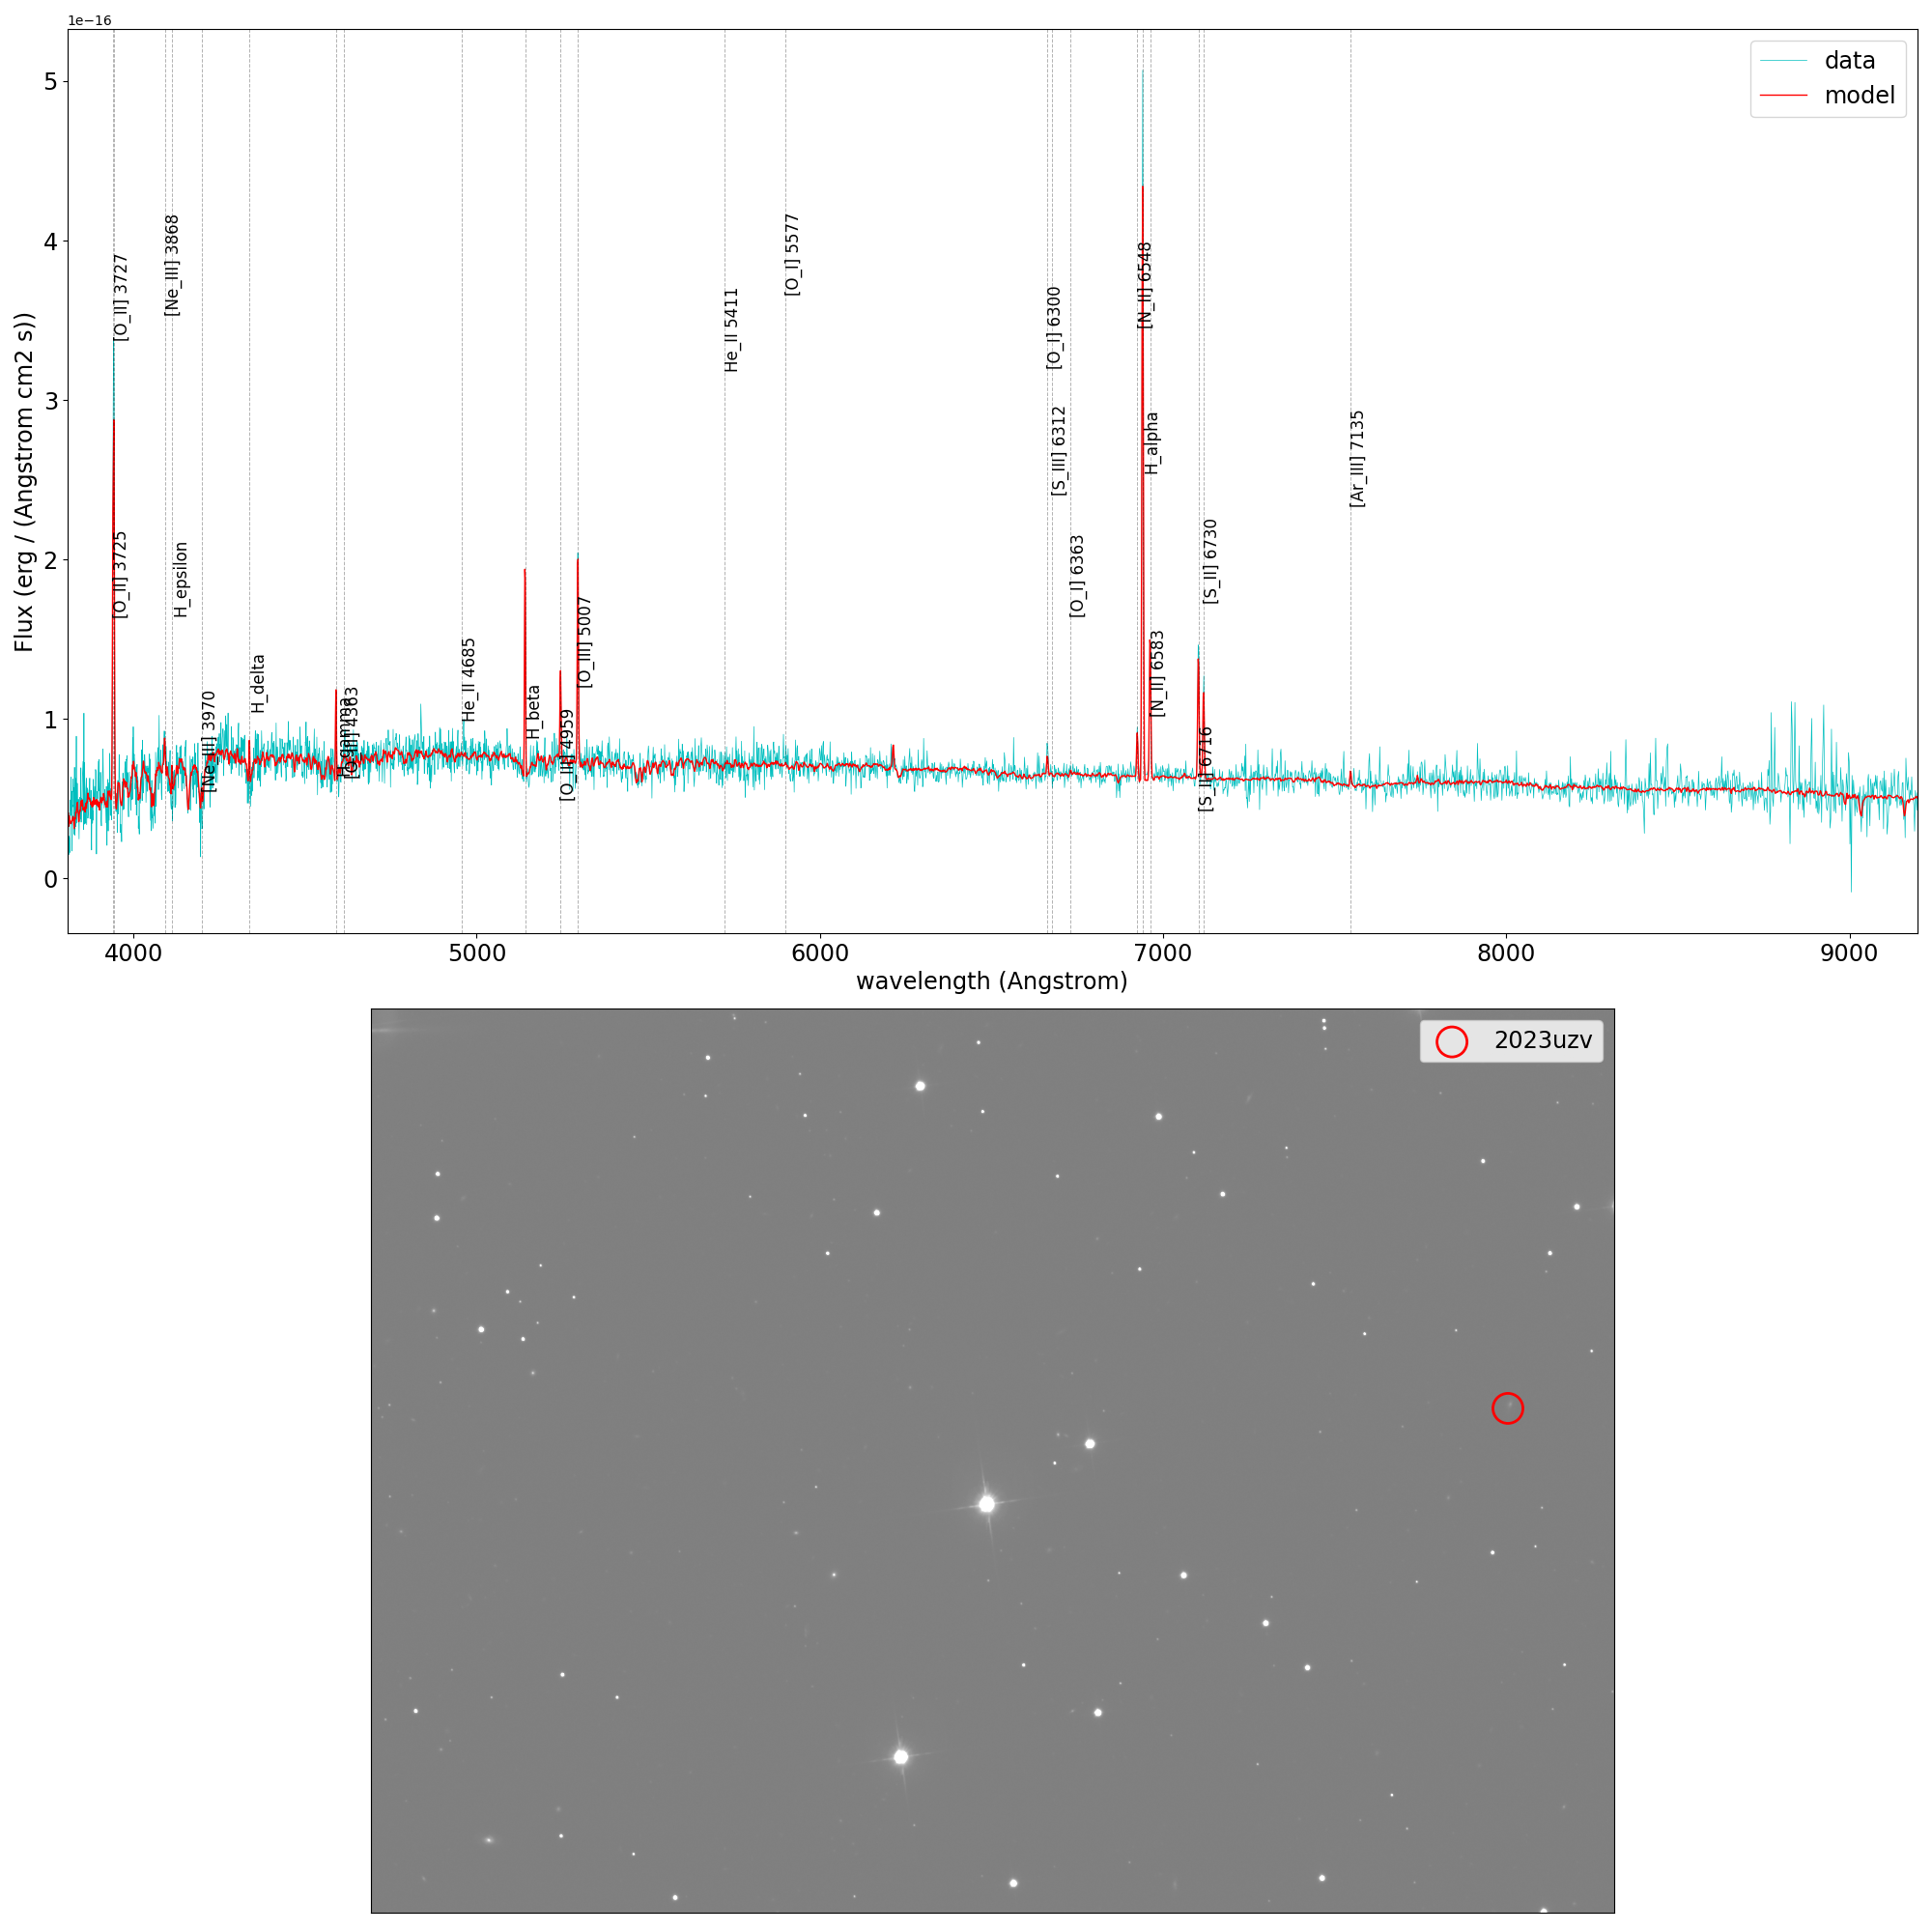 1e−16
data
model
5
4
3
2
1
0
Flux (erg / (Angstrom cm2 s))
[O_II] 3727
[O_II] 3725
[Ne_III] 3868
H_epsilon
[Ne_III] 3970
H_delta
[O_III] 4363
He_II 4685
H_beta
[O_III] 4959
[O_III] 5007
He_II 5411
[O_I] 5577
[O_I] 6300
[S_III] 6312
[O_I] 6363
[N_II] 6548
H_alpha
[N_II] 6583
[S_II] 6716
[S_II] 6730
[Ar_III] 7135
4000
5000
6000
7000
8000
9000
wavelength (Angstrom)
2023uzv